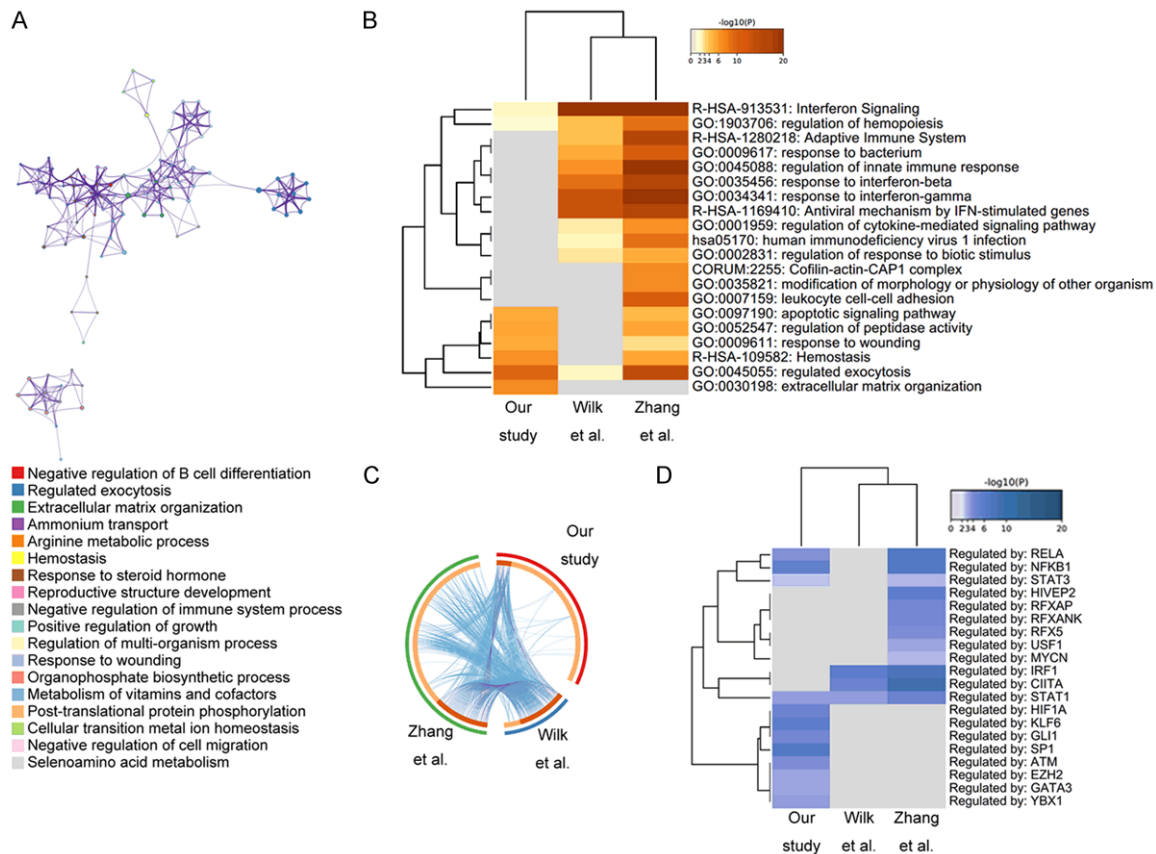 A
B
-log10(P)
0 2 3 4 6 10 20
R-HSA-913531: Interferon Signaling
GO:1903706: regulation of hemopoiesis
R-HSA-1280218: Adaptive Immune System
GO:0009617: response to bacterium
GO:0045088: regulation of innate immune response
GO:0035456: response to interferon-beta
GO:0034341: response to interferon-gamma
R-HSA-1169410: Antiviral mechanism by IFN-stimulated genes
GO:0001959: regulation of cytokine-mediated signaling pathway
hsa05170: human immunodeficiency virus 1 infection
GO:0002831: regulation of response to biotic stimulus
CORUM:2255: Cofilin-actin-CAP1 complex
GO:0035821: modification of morphology or physiology of other organism
GO:0007159: leukocyte cell-cell adhesion
GO:0097190: apoptotic signaling pathway
GO:0052547: regulation of peptidase activity
GO:0009611: response to wounding
R-HSA-109582: Hemostasis
GO:0045055: regulated exocytosis
GO:0030198: extracellular matrix organization
Our study
Wilk et al.
Zhang et al.
Negative regulation of B cell differentiation
Regulated exocytosis
Extracellular matrix organization
Ammonium transport
Arginine metabolic process
Hemostasis
Response to steroid hormone
Reproductive structure development
Negative regulation of immune system process
Positive regulation of growth
Regulation of multi-organism process
Response to wounding
Organophosphate biosynthetic process
Metabolism of vitamins and cofactors
Post-translational protein phosphorylation
Cellular transition metal ion homeostasis
Negative regulation of cell migration
Selenoamino acid metabolism
C
Our study
Zhang et al.
Wilk et al.
D
-log10(P)
0 2 3 4 6 10 20
Regulated by: RELA
Regulated by: NFKB1
Regulated by: STAT3
Regulated by: HIVEP2
Regulated by: RFXAP
Regulated by: RFXANK
Regulated by: RFX5
Regulated by: USF1
Regulated by: MYCN
Regulated by: IRF1
Regulated by: CIITA
Regulated by: STAT1
Regulated by: HIF1A
Regulated by: KLF6
Regulated by: GLI1
Regulated by: SP1
Regulated by: ATM
Regulated by: EZH2
Regulated by: GATA3
Regulated by: YBX1
Our study
Wilk et al.
Zhang et al.